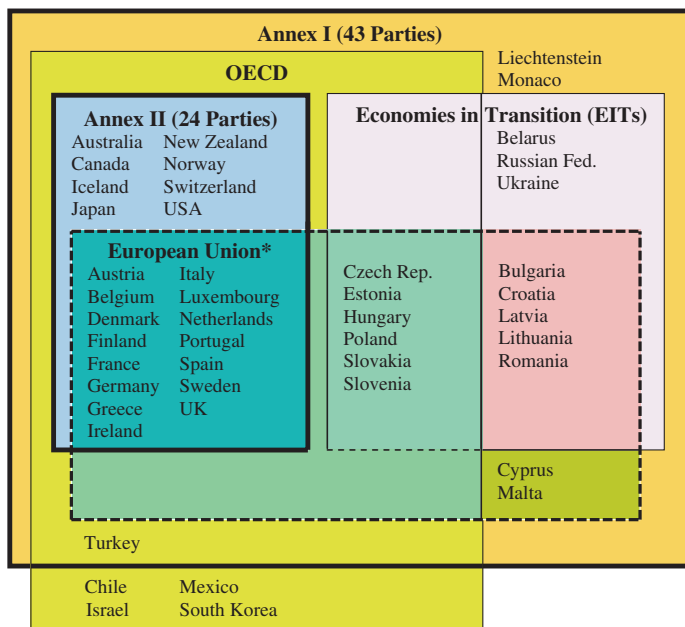 Annex I (43 Parties)
OECD
Liechtenstein
Monaco
Annex II (24 Parties)
Australia New Zealand
Canada Norway
Iceland Switzerland
Japan USA
Economies in Transition (EITs)
Belarus
Russian Fed.
Ukraine
European Union*
Austria Italy
Belgium Luxembourg
Denmark Netherlands
Finland Portugal
France Spain
Germany Sweden
Greece UK
Ireland
Czech Rep.
Estonia
Hungary
Poland
Slovakia
Slovenia
Bulgaria
Croatia
Latvia
Lithuania
Romania
Cyprus
Malta
Turkey
Chile Mexico
Israel South Korea